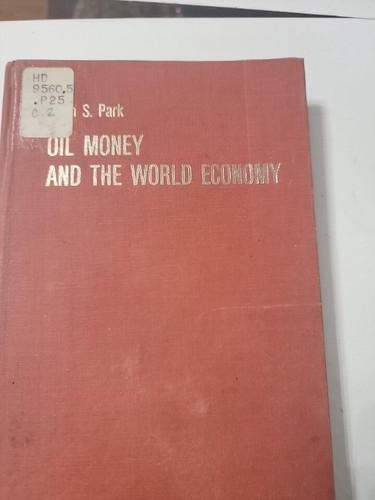 HD
9560.5
.P25
c.2
S. Park
OIL MONEY
AND THE WORLD ECONOMY